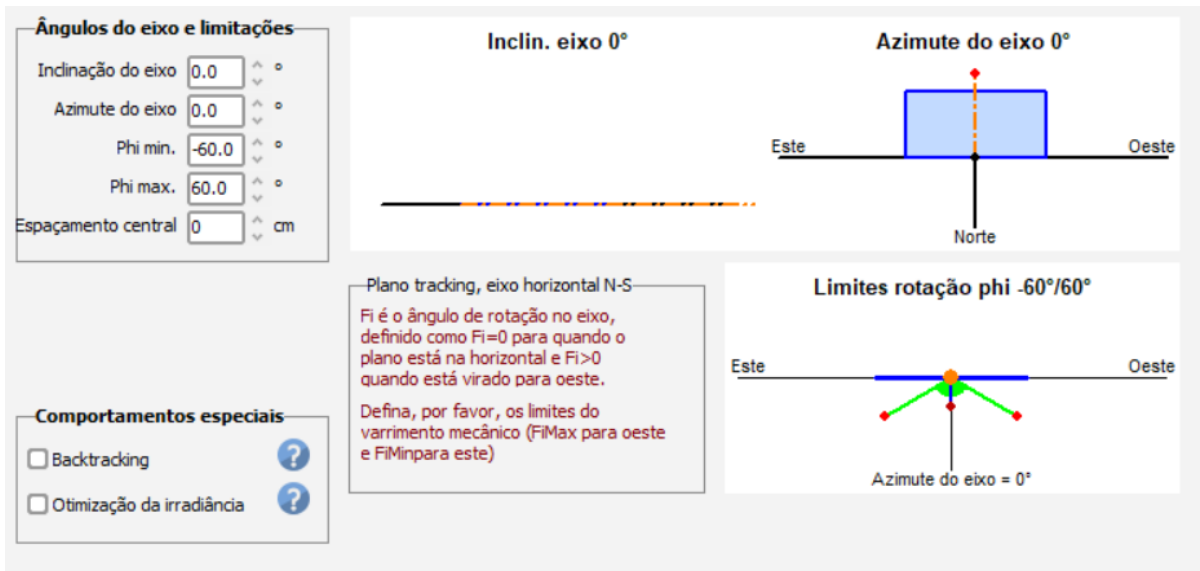 Ângulos do eixo e limitações
Inclinação do eixo 0.0 °
Azimute do eixo 0.0 °
Phi min. -60.0 °
Phi max. 60.0 °
Espaçamento central 0 cm
Inclin. eixo 0°
Azimute do eixo 0°
Este
Oeste
Norte
Plano tracking, eixo horizontal N-S
Fi é o ângulo de rotação no eixo,
definido como Fi=0 para quando o
plano está na horizontal e Fi>0
quando está virado para oeste.
Defina, por favor, os limites do
varrimento mecânico (FiMax para oeste
e FiMinpara este)
Limites rotação phi -60°/60°
Este
Oeste
Azimute do eixo = 0°
Comportamentos especiais
Backtracking ?
Otimização da irradiância ?